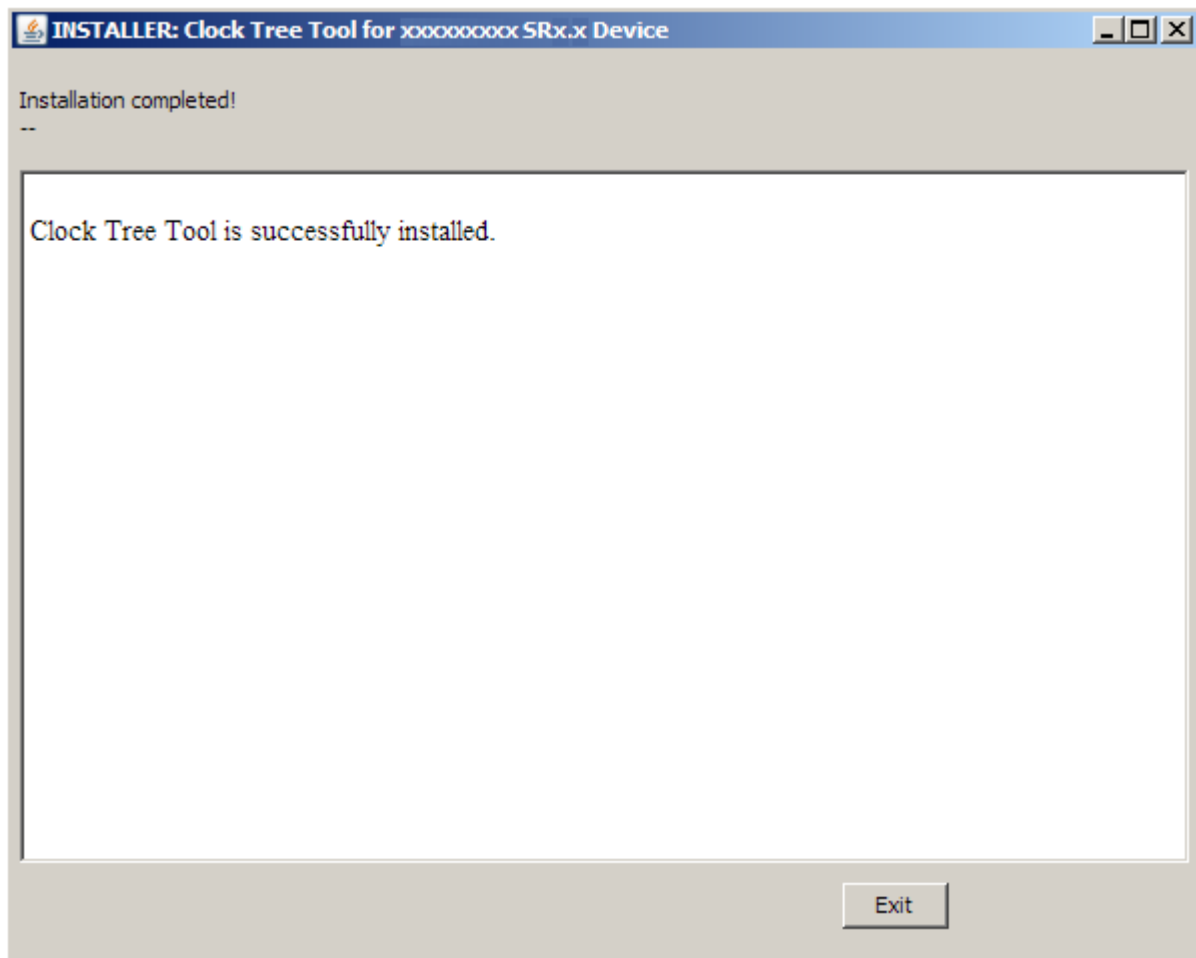 INSTALLER: Clock Tree Tool for xxxxxxxxx SRx.x Device
Installation completed!
--
Clock Tree Tool is successfully installed.
Exit